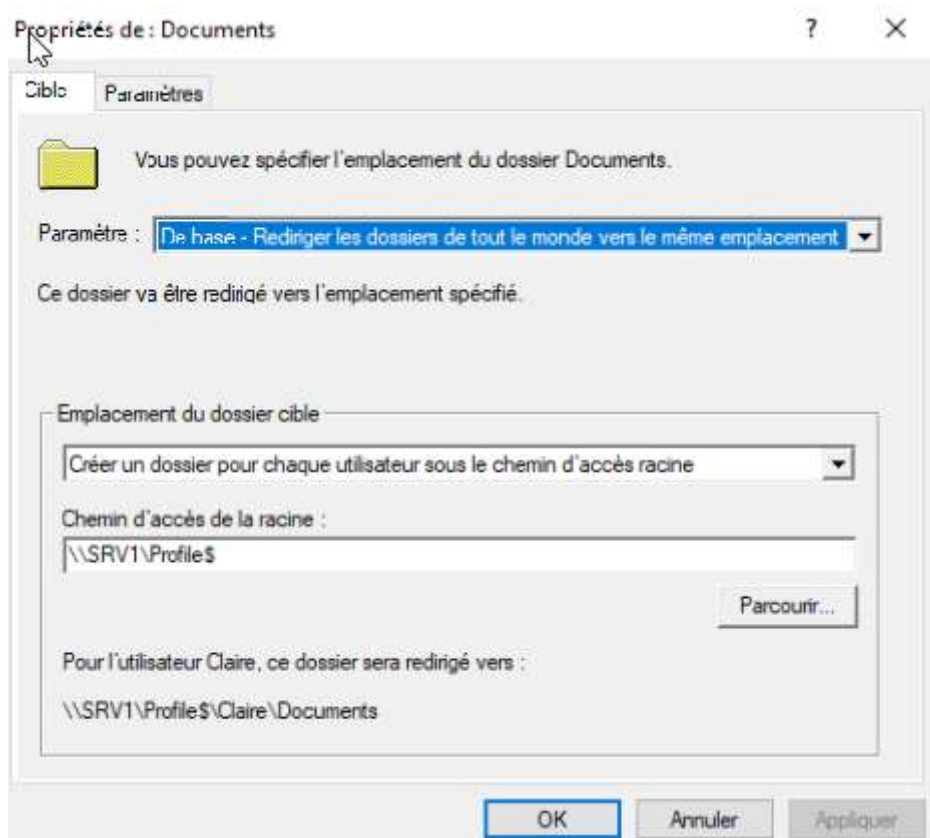 Propriétés de : Documents
Cible Paramètres
Vous pouvez spécifier l'emplacement du dossier Documents.
Paramètre : De base - Rediriger les dossiers de tout le monde vers le même emplacement
Ce dossier va être redirigé vers l'emplacement spécifié.
Emplacement du dossier cible
Créer un dossier pour chaque utilisateur sous le chemin d'accès racine
Chemin d'accès de la racine :
\\SRV1\Profile$
Parcourir...
Pour l'utilisateur Claire, ce dossier sera redirigé vers :
\\SRV1\Profile$\Claire\Documents
OK Annuler Appliquer